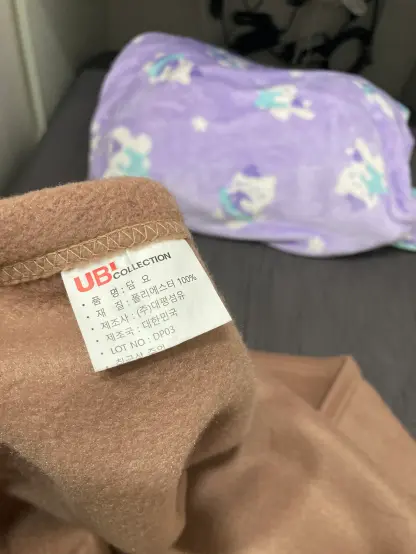 UBI COLLECTION
• 품 명 : 담 요
• 재 질 : 폴리에스터 100%
• 제조사 : (주)대명섬유
• 제조국 : 대한민국
• LOT NO : DP03